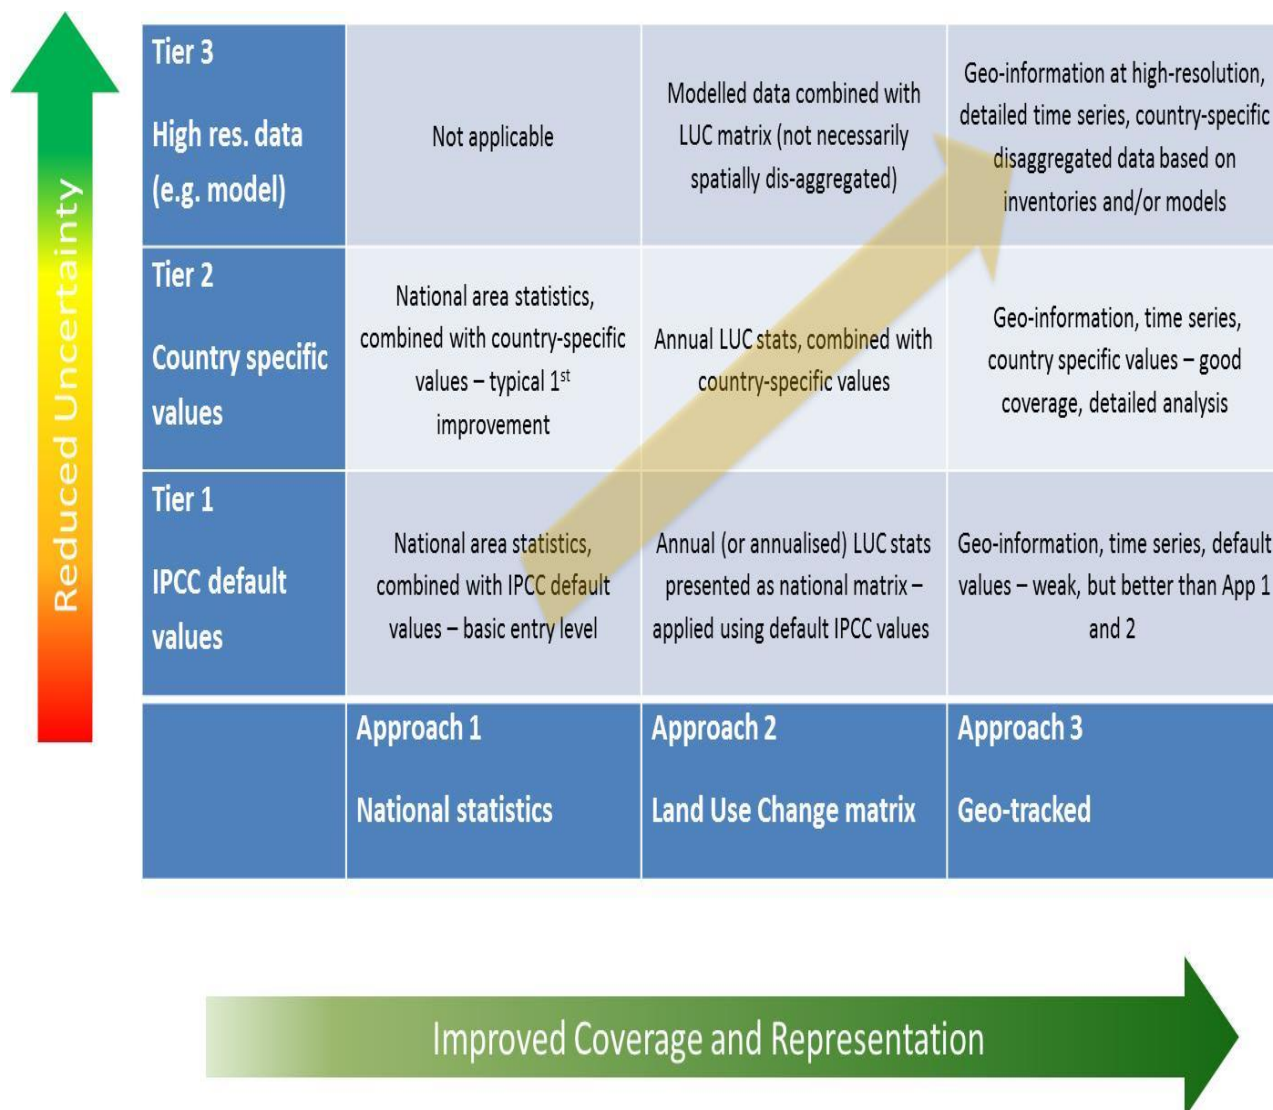 Reduced Uncertainty
Tier 3
High res. data
(e.g. model)
Not applicable
Modelled data combined with
LUC matrix (not necessarily
spatially dis-aggregated)
Geo-information at high-resolution,
detailed time series, country-specific
disaggregated data based on
inventories and/or models
Tier 2
Country specific
values
National area statistics,
combined with country-specific
values – typical 1st
improvement
Annual LUC stats, combined with
country-specific values
Geo-information, time series,
country specific values – good
coverage, detailed analysis
Tier 1
IPCC default
values
National area statistics,
combined with IPCC default
values – basic entry level
Annual (or annualised) LUC stats
presented as national matrix –
applied using default IPCC values
Geo-information, time series, default
values – weak, but better than App 1
and 2
Approach 1
National statistics
Approach 2
Land Use Change matrix
Approach 3
Geo-tracked
Improved Coverage and Representation